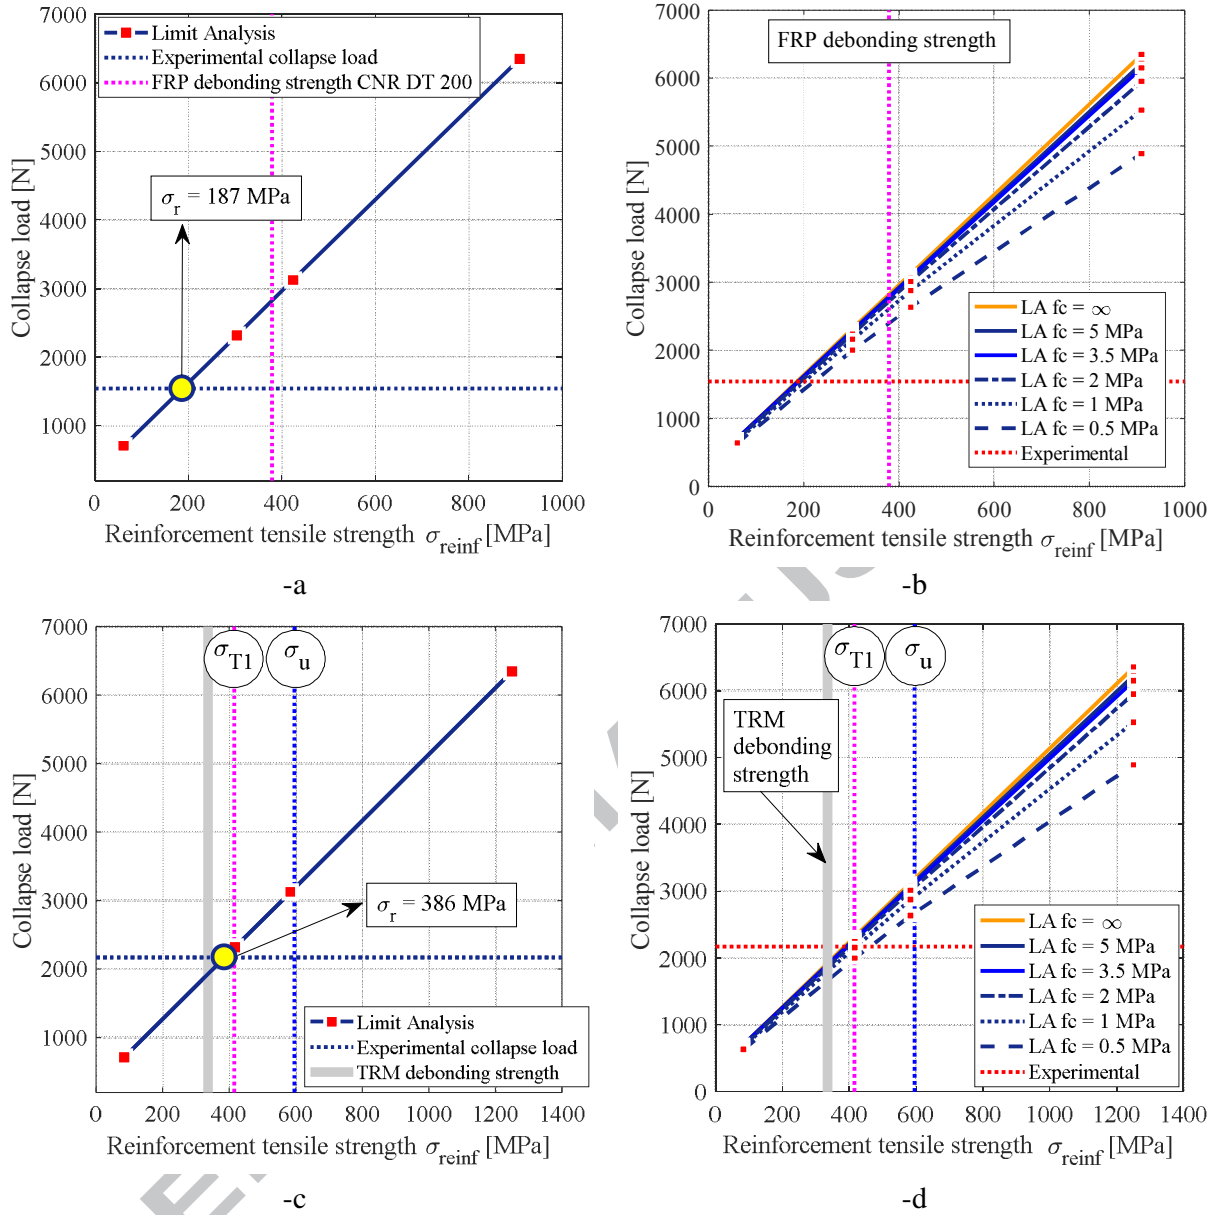 7000
6000
5000
4000
3000
2000
1000
Collapse load [N]
Limit Analysis
Experimental collapse load
FRP debonding strength CNR DT 200
σr = 187 MPa
0 200 400 600 800 1000
Reinforcement tensile strength σreinf [MPa]
-a
7000
6000
5000
4000
3000
2000
1000
0
Collapse load [N]
FRP debonding strength
LA fc = ∞
LA fc = 5 MPa
LA fc = 3.5 MPa
LA fc = 2 MPa
LA fc = 1 MPa
LA fc = 0.5 MPa
Experimental
0 200 400 600 800 1000
Reinforcement tensile strength σreinf [MPa]
-b
7000
6000
5000
4000
3000
2000
1000
Collapse load [N]
σT1 σu
σr = 386 MPa
Limit Analysis
Experimental collapse load
TRM debonding strength
0 200 400 600 800 1000 1200 1400
Reinforcement tensile strength σreinf [MPa]
-c
7000
6000
5000
4000
3000
2000
1000
0
Collapse load [N]
σT1 σu
TRM
debonding
strength
LA fc = ∞
LA fc = 5 MPa
LA fc = 3.5 MPa
LA fc = 2 MPa
LA fc = 1 MPa
LA fc = 0.5 MPa
Experimental
0 200 400 600 800 1000 1200 1400
Reinforcement tensile strength σreinf [MPa]
-d